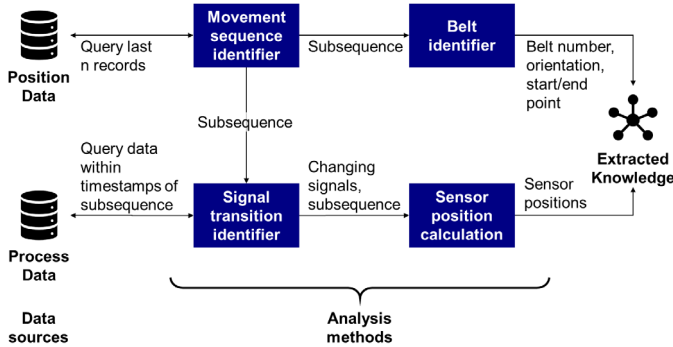 Movement
sequence
identifier
Belt
identifier
Query last
n records
Subsequence
Belt number,
orientation,
start/end
point
Position
Data
Subsequence
Extracted
Knowledge
Query data
within
timestamps of
subsequence
Changing
signals,
subsequence
Signal
transition
identifier
Sensor
position
calculation
Sensor
positions
Process
Data
Data
sources
Analysis
methods